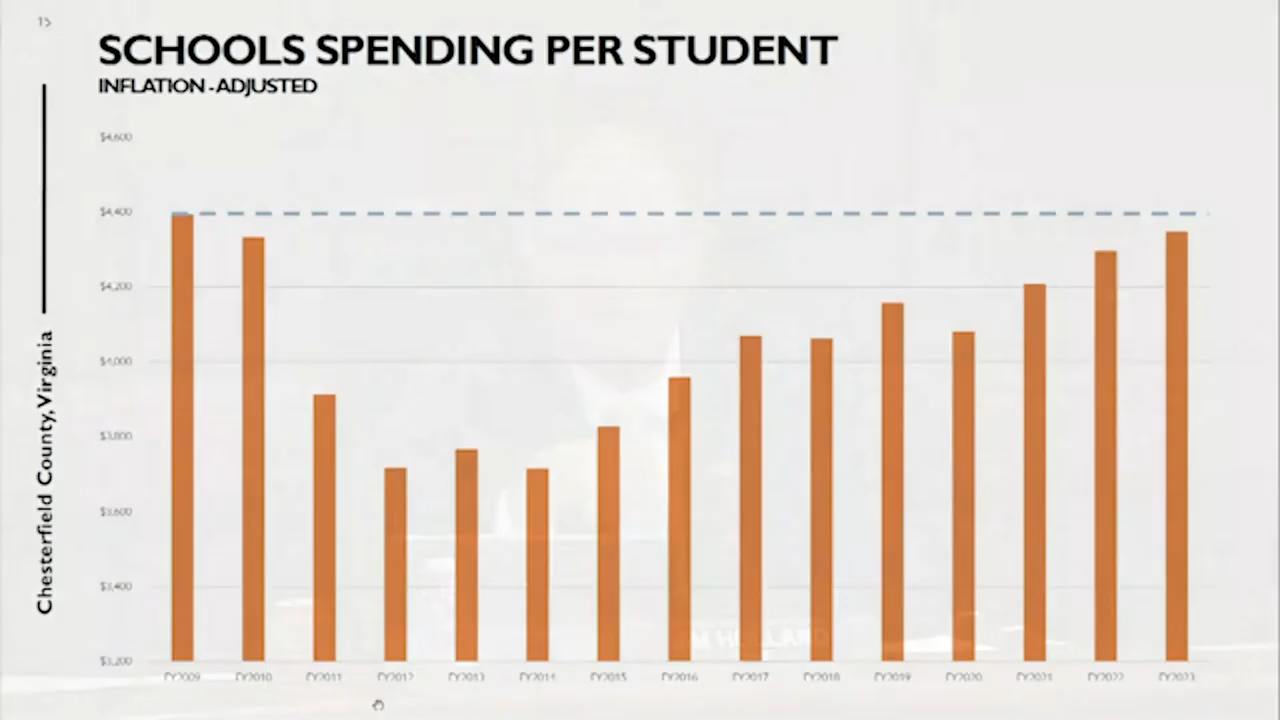 15
SCHOOLS SPENDING PER STUDENT
INFLATION-ADJUSTED
Chesterfield County, Virginia
$4,600
$4,400
$4,200
$4,000
$3,800
$3,600
$3,400
$3,200
FY2009 FY2010 FY2011 FY2012 FY2013 FY2014 FY2015 FY2016 FY2017 FY2018 FY2019 FY2020 FY2021 FY2022 FY2023
HOLLAND